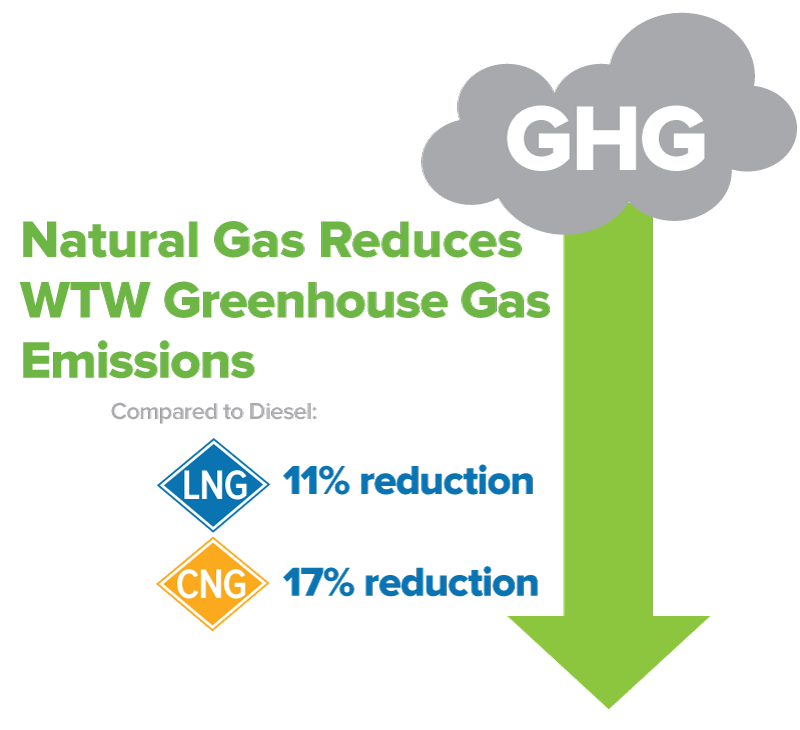 GHG
Natural Gas Reduces
WTW Greenhouse Gas
Emissions
Compared to Diesel:
LNG 11% reduction
CNG 17% reduction